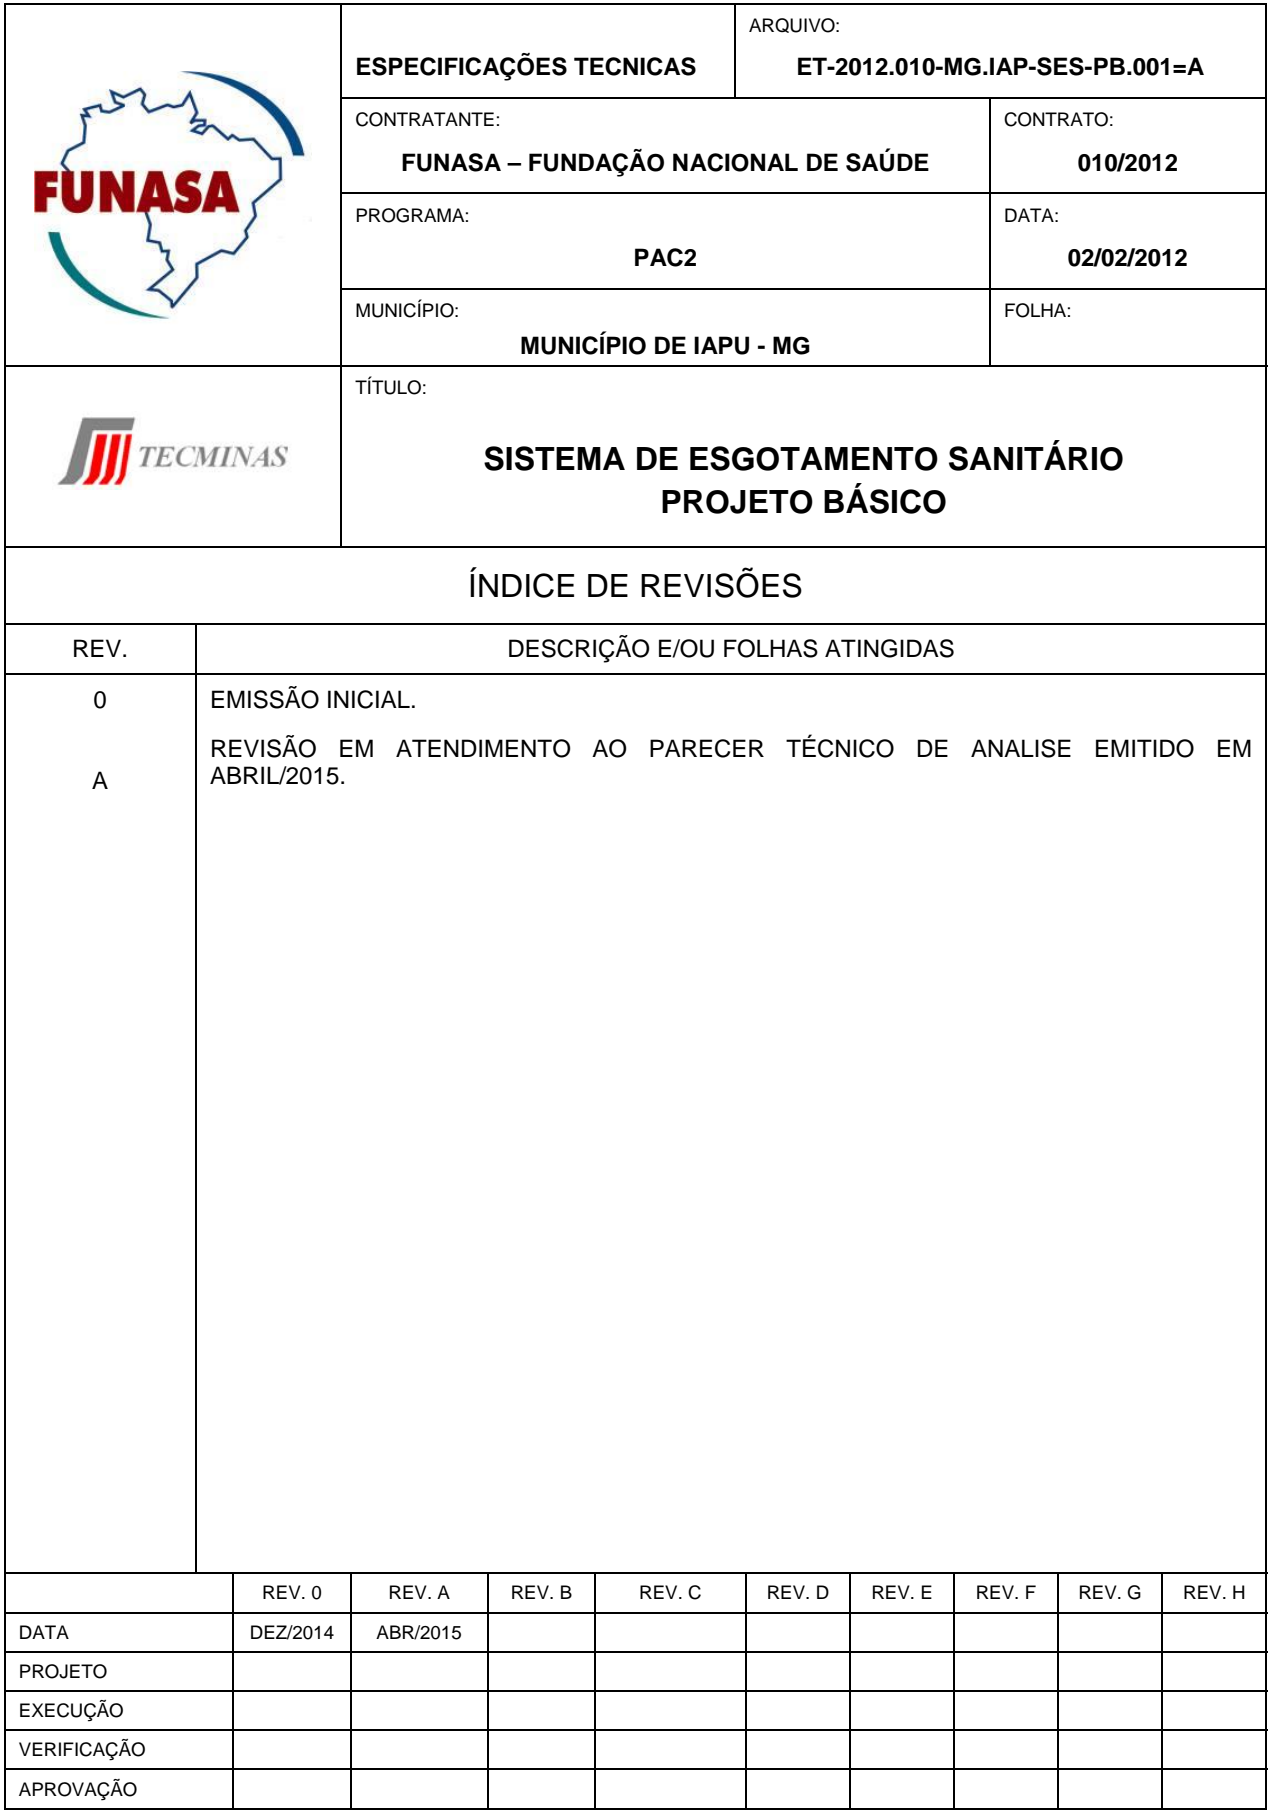 FUNASA
ESPECIFICAÇÕES TECNICAS
ARQUIVO:
ET-2012.010-MG.IAP-SES-PB.001=A
CONTRATANTE:
FUNASA – FUNDAÇÃO NACIONAL DE SAÚDE
CONTRATO:
010/2012
PROGRAMA:
PAC2
DATA:
02/02/2012
MUNICÍPIO:
MUNICÍPIO DE IAPU - MG
FOLHA:
TECMINAS
TÍTULO:
SISTEMA DE ESGOTAMENTO SANITÁRIO
PROJETO BÁSICO
ÍNDICE DE REVISÕES
REV. DESCRIÇÃO E/OU FOLHAS ATINGIDAS
0 EMISSÃO INICIAL.
A REVISÃO EM ATENDIMENTO AO PARECER TÉCNICO DE ANALISE EMITIDO EM
ABRIL/2015.
REV. 0 REV. A REV. B REV. C REV. D REV. E REV. F REV. G REV. H
DATA DEZ/2014 ABR/2015
PROJETO
EXECUÇÃO
VERIFICAÇÃO
APROVAÇÃO